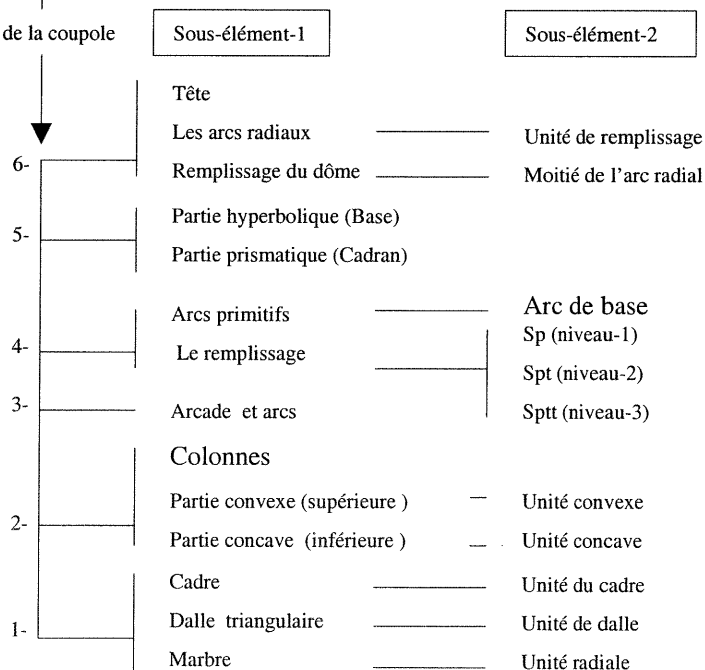 de la coupole Sous-élément-1 Sous-élément-2
Tête
Les arcs radiaux Unité de remplissage
6- Remplissage du dôme Moitié de l'arc radial
Partie hyperbolique (Base)
5-
Partie prismatique (Cadran)
Arcs primitifs Arc de base
Sp (niveau-1)
4- Le remplissage
Spt (niveau-2)
3- Arcade et arcs Sptt (niveau-3)
Colonnes
Partie convexe (supérieure ) Unité convexe
2-
Partie concave (inférieure ) Unité concave
Cadre Unité du cadre
1- Dalle triangulaire Unité de dalle
Marbre Unité radiale